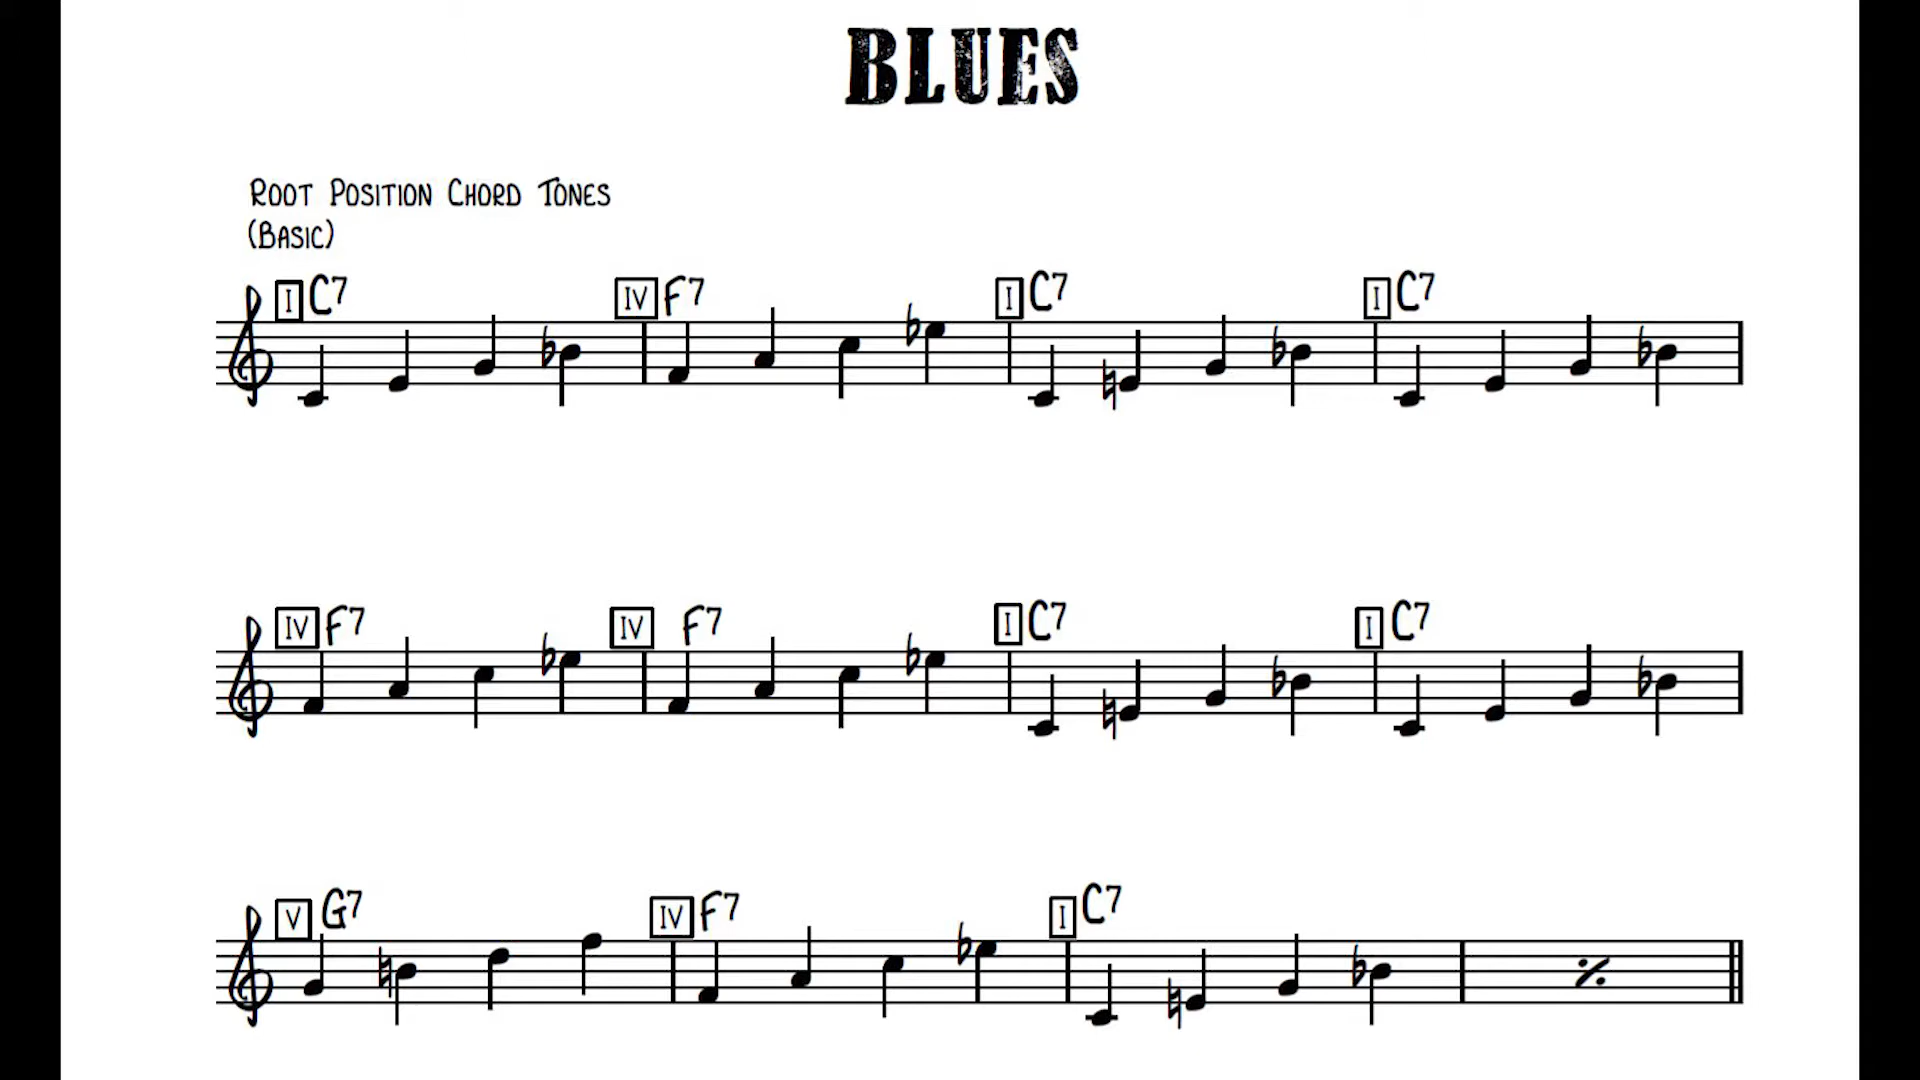 BLUES
ROOT POSITION CHORD TONES
(BASIC)
I C7 IV F7 I C7 I C7
IV F7 IV F7 I C7 I C7
V G7 IV F7 I C7